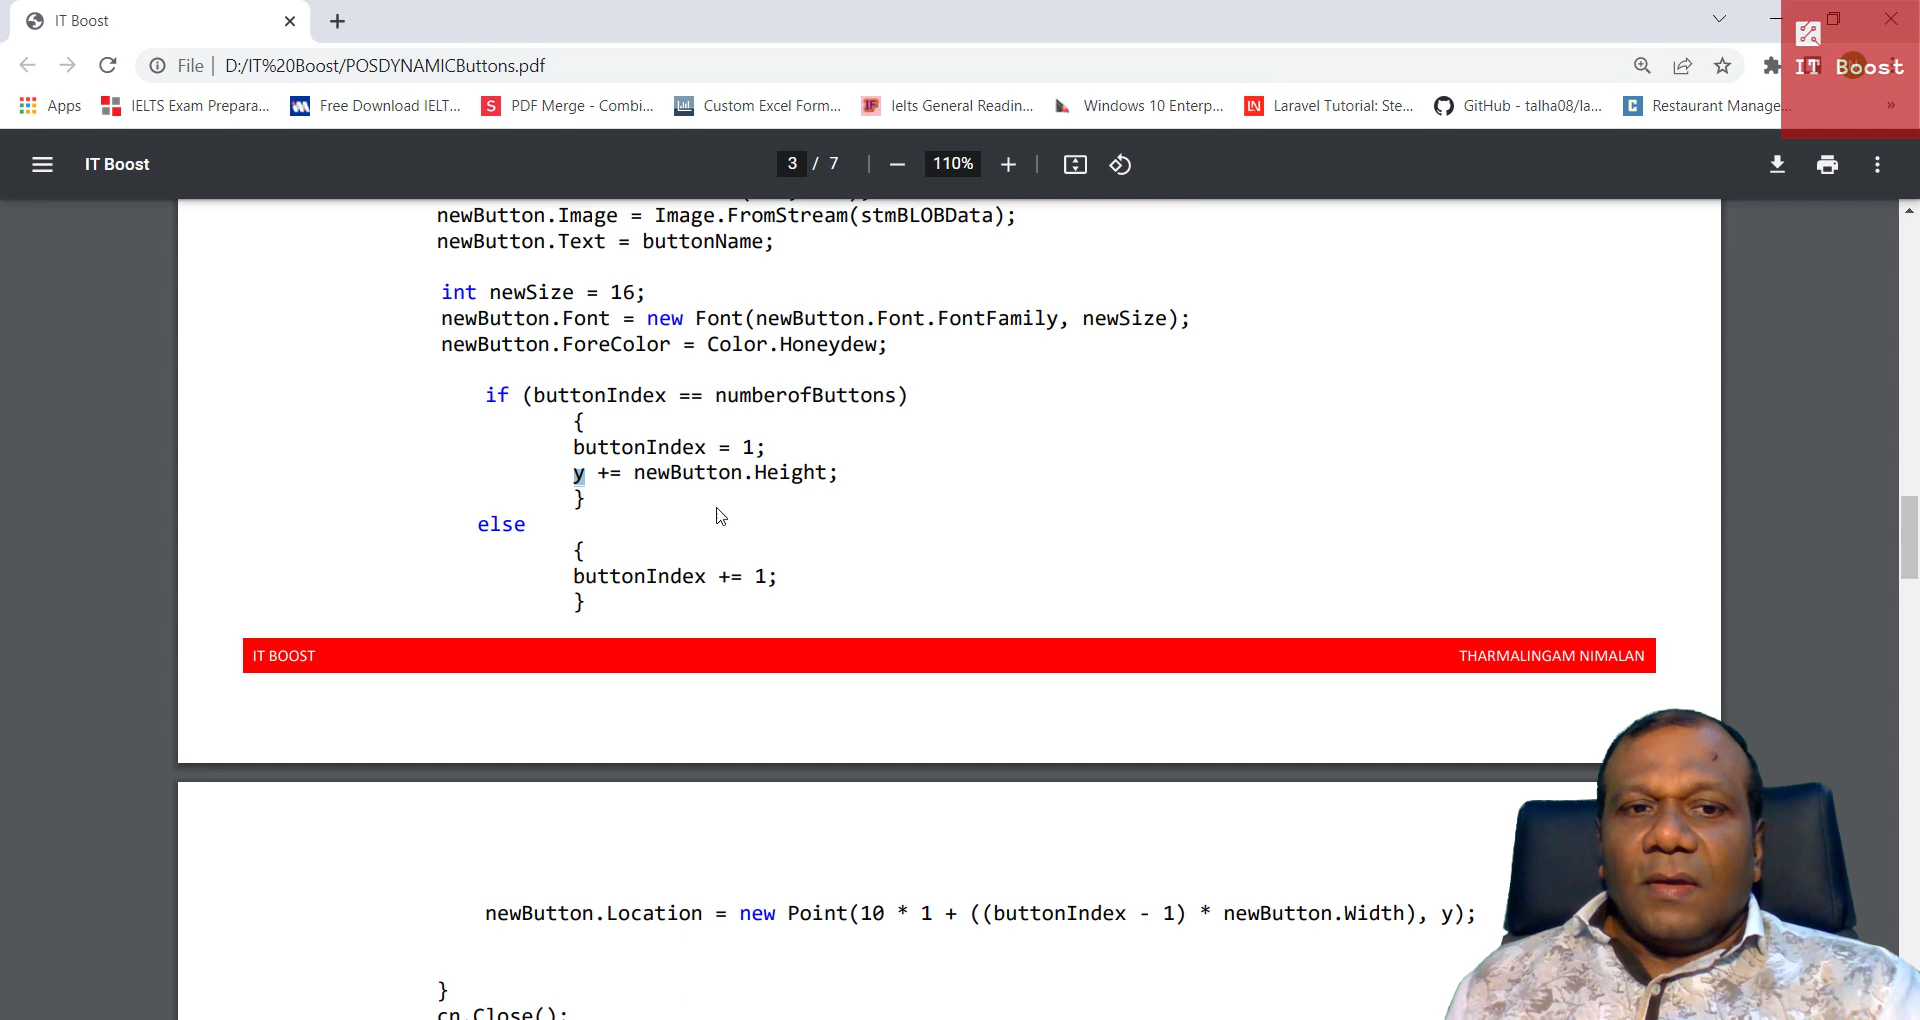 IT Boost
File | D:/IT%20Boost/POSDYNAMICButtons.pdf
IT Boost
Apps IELTS Exam Prepara... Free Download IELT... PDF Merge - Combi... Custom Excel Form... Ielts General Readin... Windows 10 Enterp... Laravel Tutorial: Ste... GitHub - talha08/la... Restaurant Manage... »
IT Boost 3 / 7 110%
newButton.Image = Image.FromStream(stmBLOBData);
newButton.Text = buttonName;
int newSize = 16;
newButton.Font = new Font(newButton.Font.FontFamily, newSize);
newButton.ForeColor = Color.Honeydew;
if (buttonIndex == numberofButtons)
{
buttonIndex = 1;
y += newButton.Height;
}
else
{
buttonIndex += 1;
}
IT BOOST THARMALINGAM NIMALAN
newButton.Location = new Point(10 * 1 + ((buttonIndex - 1) * newButton.Width), y);
}
cn.Close();